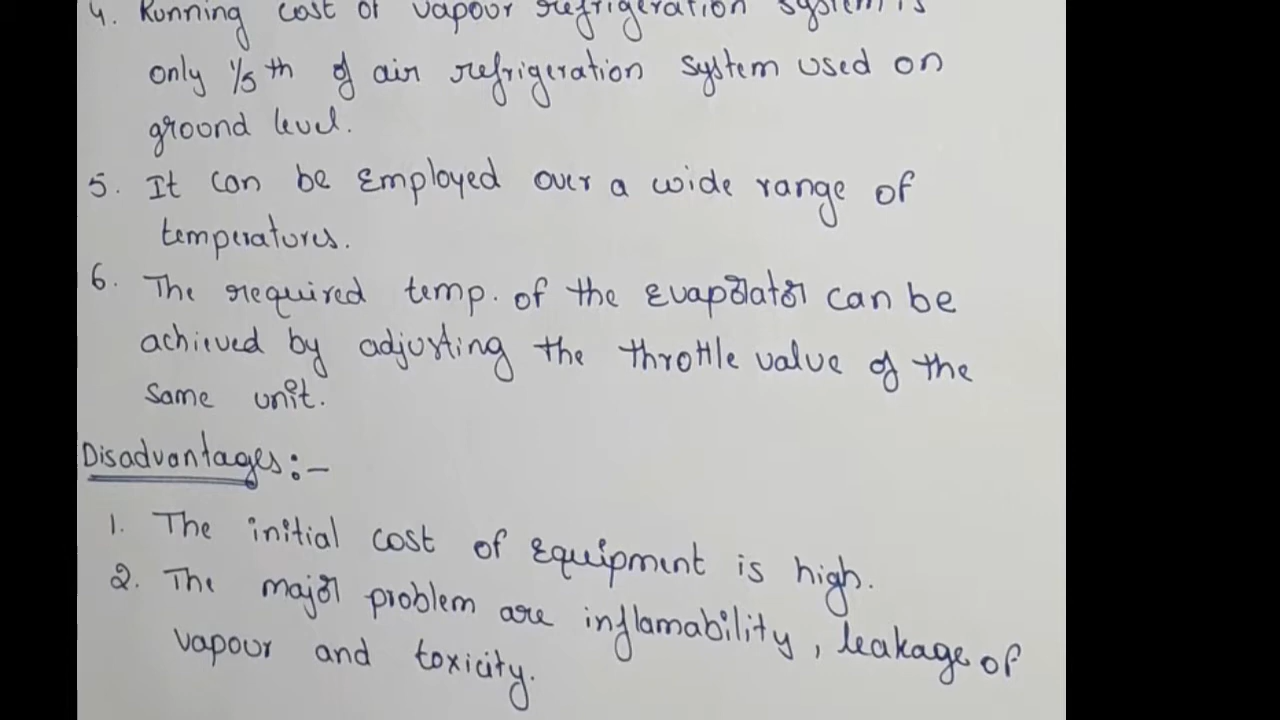 4. Running cost of vapour refrigeration system is
only 1/5th of air refrigeration system used on
ground level.
5. It can be Employed over a wide range of
temperatures.
6. The required temp. of the Evaporator can be
achieved by adjusting the throttle value of the
same unit.
Disadvantages:-
1. The initial cost of Equipment is high.
2. The major problem are inflamability, leakage of
vapour and toxicity.